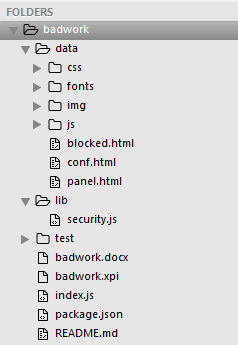 FOLDERS
badwork
data
css
fonts
img
js
blocked.html
conf.html
panel.html
lib
security.js
test
badwork.docx
badwork.xpi
index.js
package.json
README.md